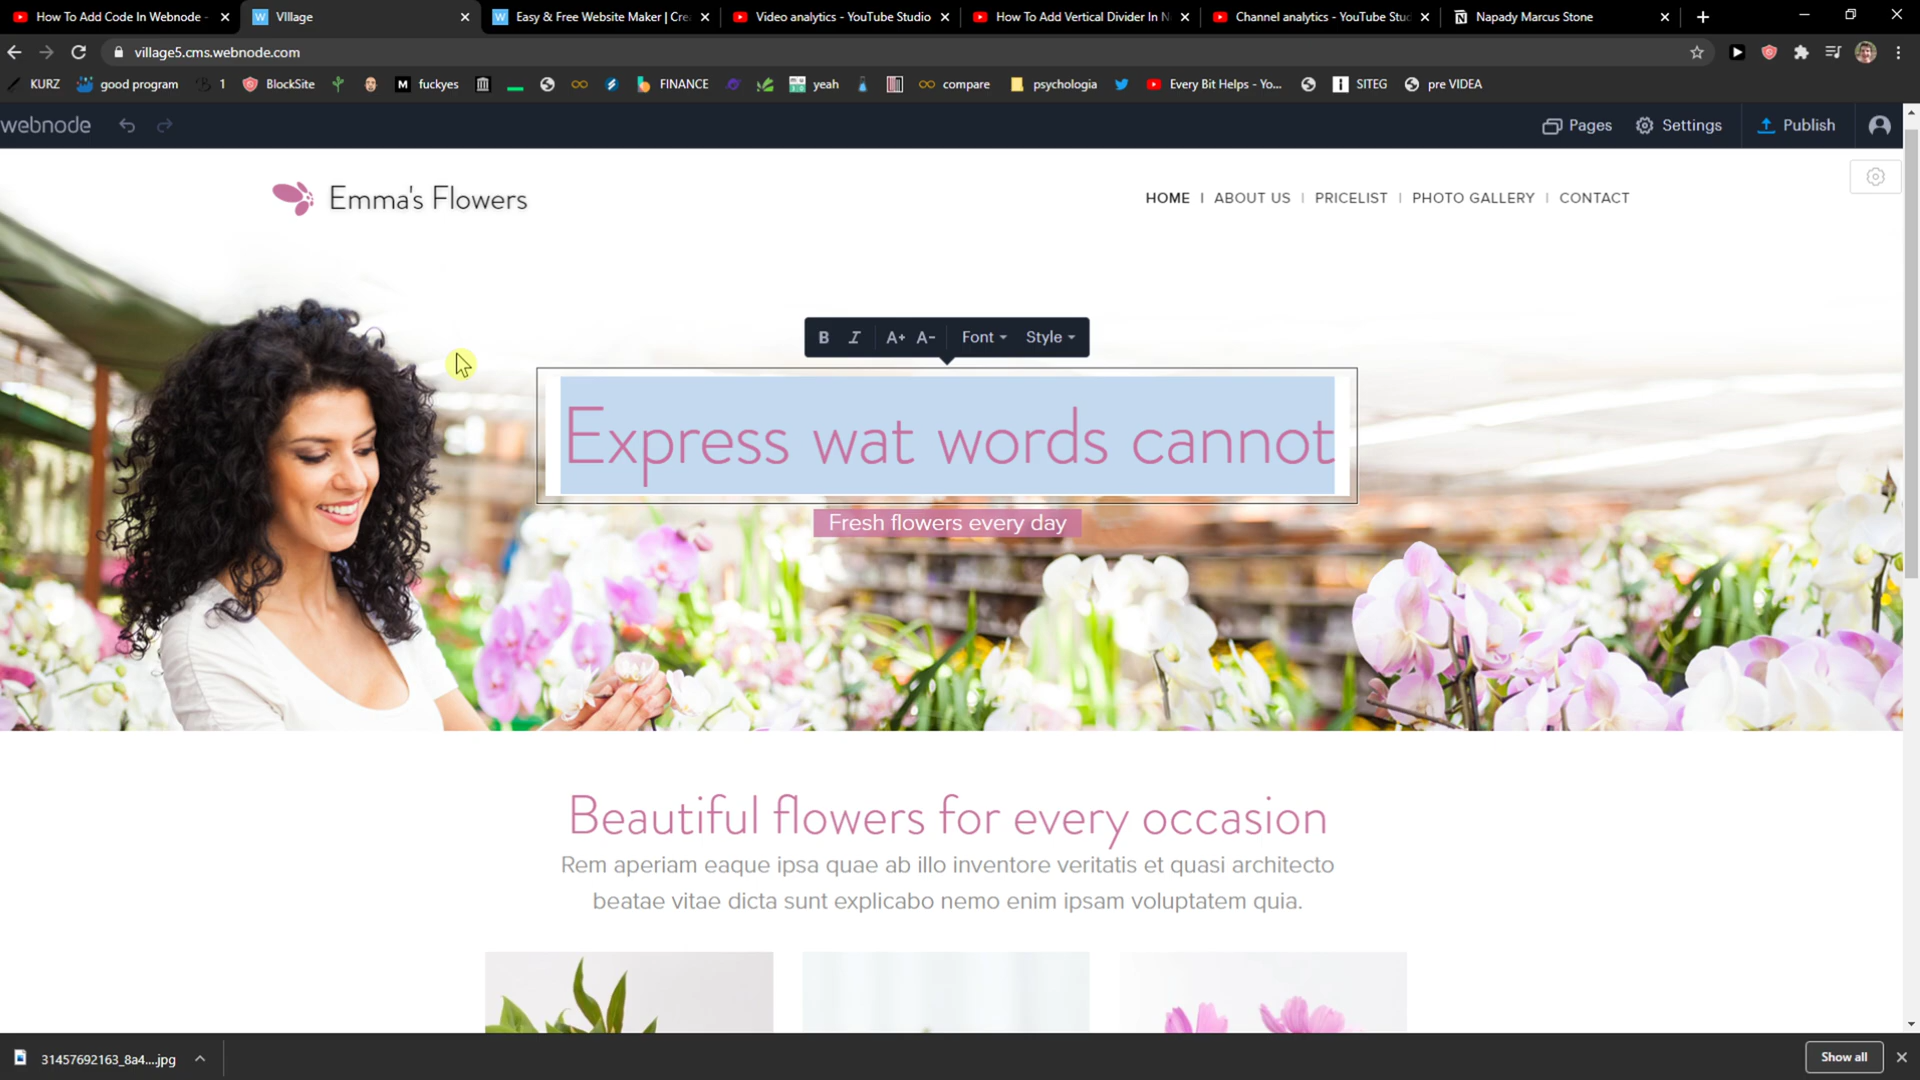 How To Add Code In Webnode -
VIllage
Easy & Free Website Maker | Cre
Video analytics - YouTube Studio
How To Add Vertical Divider In N
Channel analytics - YouTube Stuc
Napady Marcus Stone
village5.cms.webnode.com
KURZ
good program
1
BlockSite
M
fuckyes
FINANCE
yeah
compare
psychologia
Every Bit Helps - Yo...
SITEG
pre VIDEA
webnode
Pages
Settings
Publish
Emma's Flowers
HOME | ABOUT US | PRICELIST | PHOTO GALLERY | CONTACT
B I A+ A- Font Style
Express wat words cannot
Fresh flowers every day
Beautiful flowers for every occasion
Rem aperiam eaque ipsa quae ab illo inventore veritatis et quasi architecto
beatae vitae dicta sunt explicabo nemo enim ipsam voluptatem quia.
31457692163_8a4....jpg
Show all